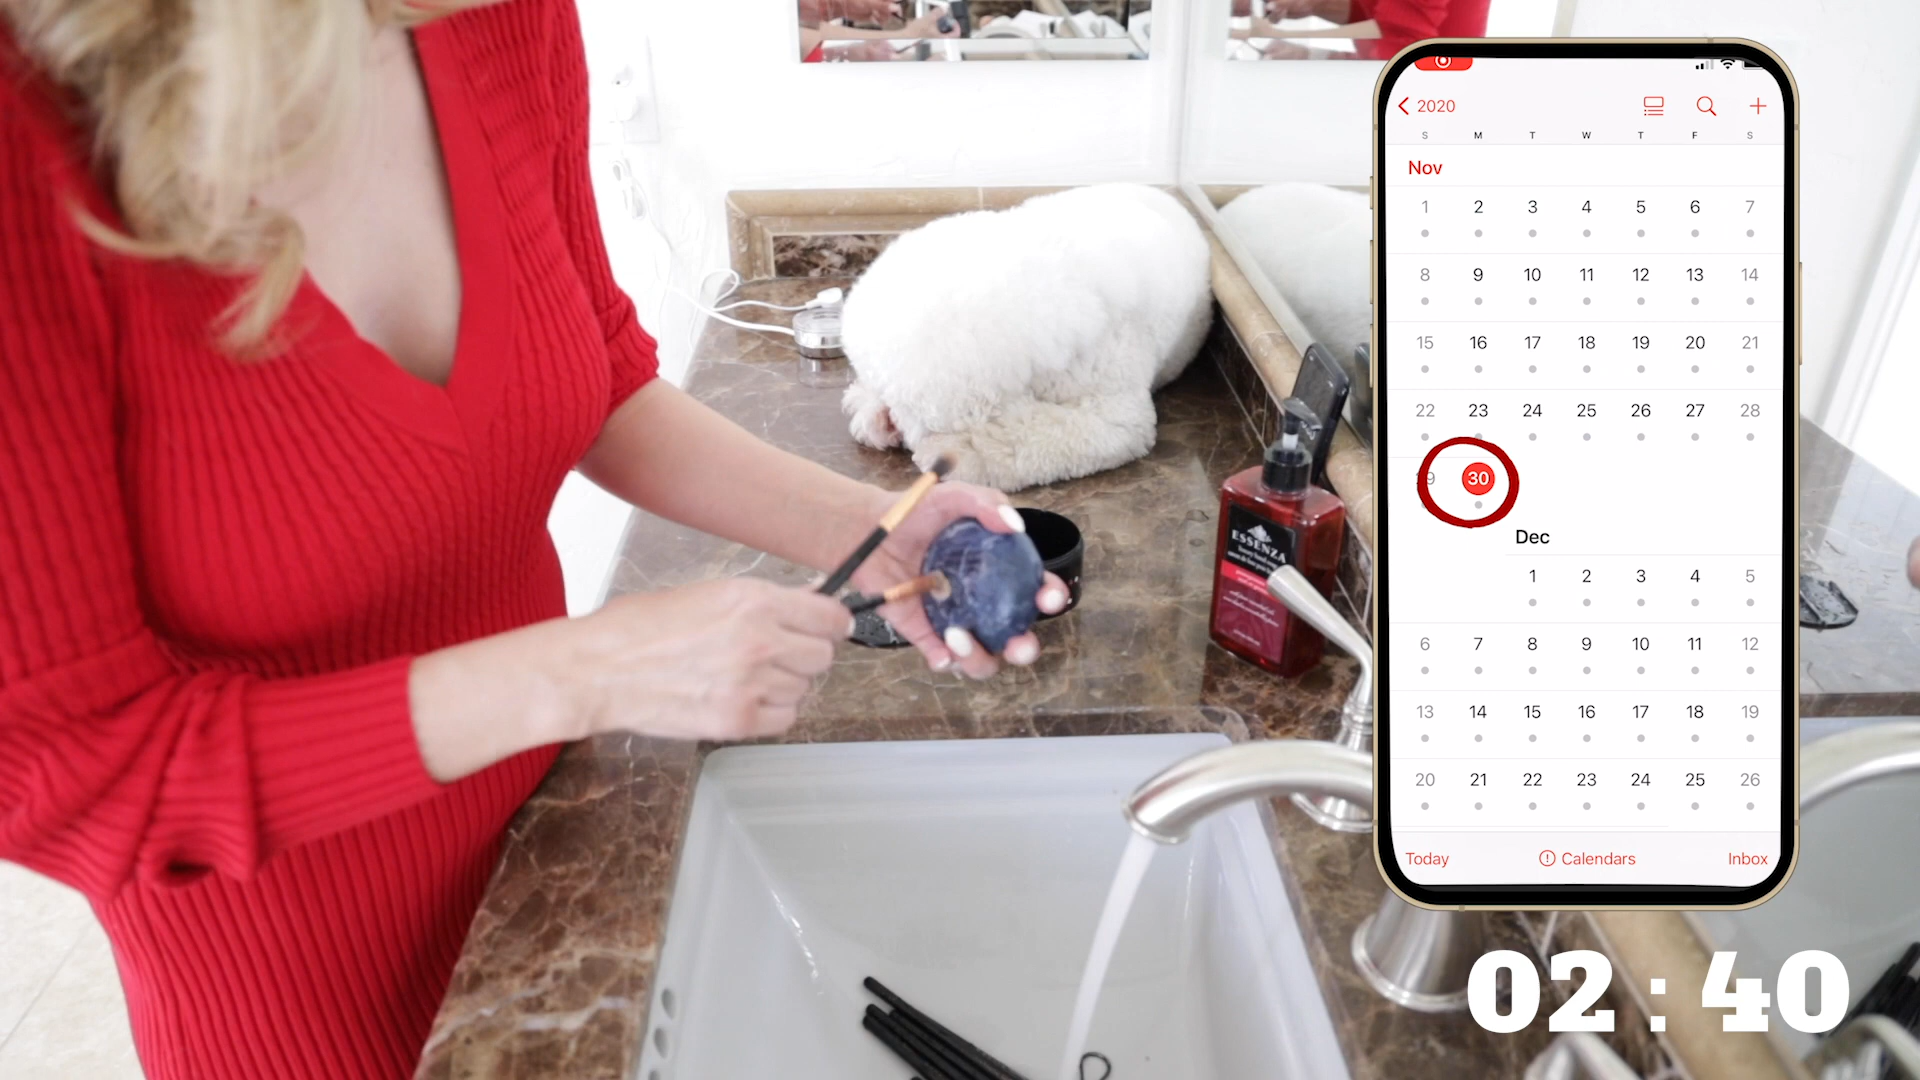 2020
S M T W T F S
Nov
1 2 3 4 5 6 7
8 9 10 11 12 13 14
15 16 17 18 19 20 21
22 23 24 25 26 27 28
30
Dec
1 2 3 4 5
6 7 8 9 10 11 12
13 14 15 16 17 18 19
20 21 22 23 24 25 26
Today Calendars Inbox
ESSENZA
02:40